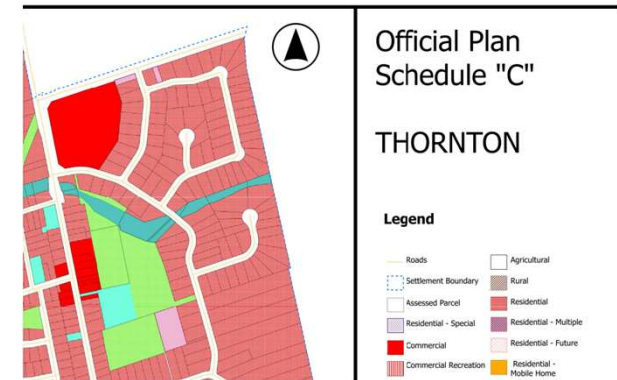 Official Plan
Schedule "C"
THORNTON
Legend
Roads
Settlement Boundary
Assessed Parcel
Residential - Special
Commercial
Commercial Recreation
Agricultural
Rural
Residential
Residential - Multiple
Residential - Future
Residential -
Mobile Home